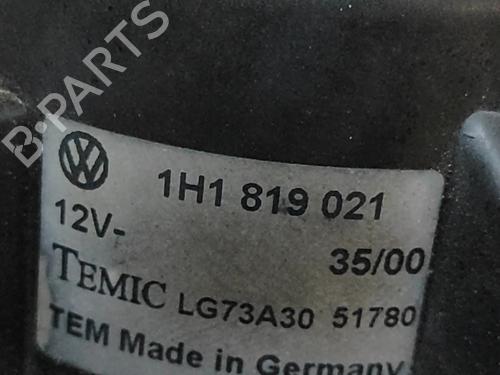 B-PARTS
1H1 819 021
12V-
35/00
TEMIC LG73A30 51780
TEM Made in Germany